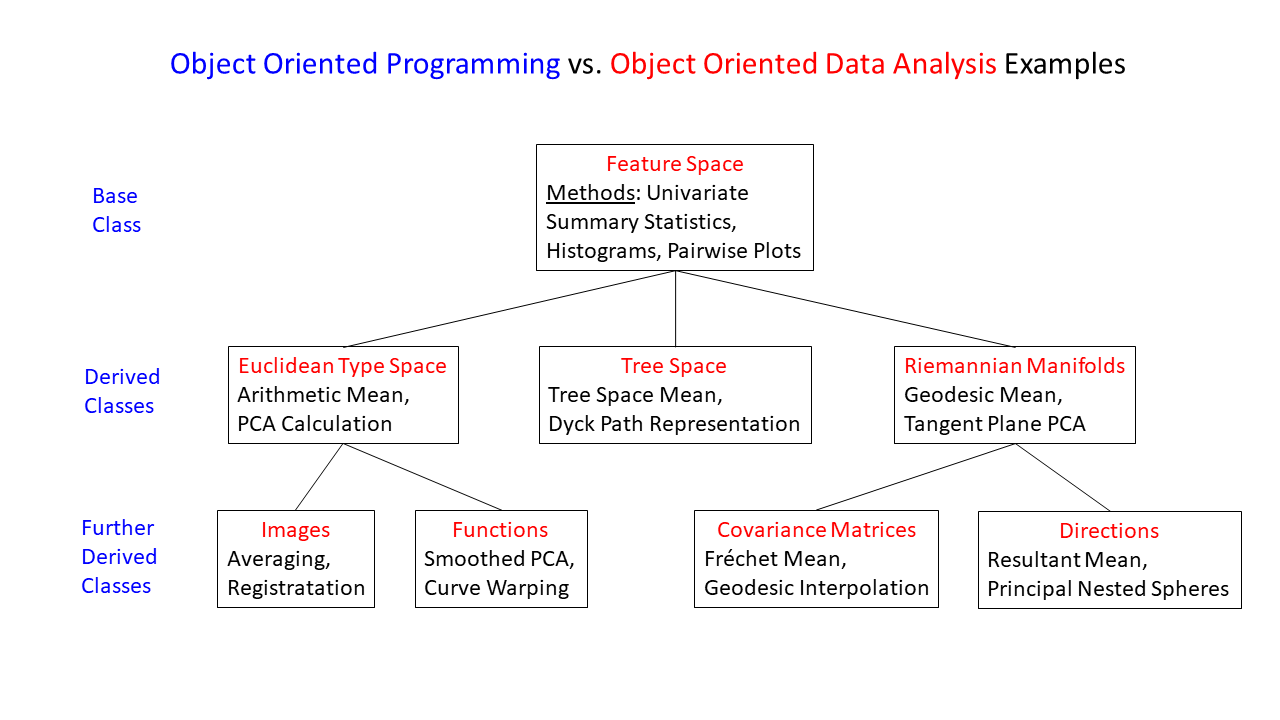 Object Oriented Programming vs. Object Oriented Data Analysis Examples
Base
Class
Feature Space
Methods: Univariate
Summary Statistics,
Histograms, Pairwise Plots
Derived
Classes
Euclidean Type Space
Arithmetic Mean,
PCA Calculation
Tree Space
Tree Space Mean,
Dyck Path Representation
Riemannian Manifolds
Geodesic Mean,
Tangent Plane PCA
Further
Derived
Classes
Images
Averaging,
Registratation
Functions
Smoothed PCA,
Curve Warping
Covariance Matrices
Fréchet Mean,
Geodesic Interpolation
Directions
Resultant Mean,
Principal Nested Spheres